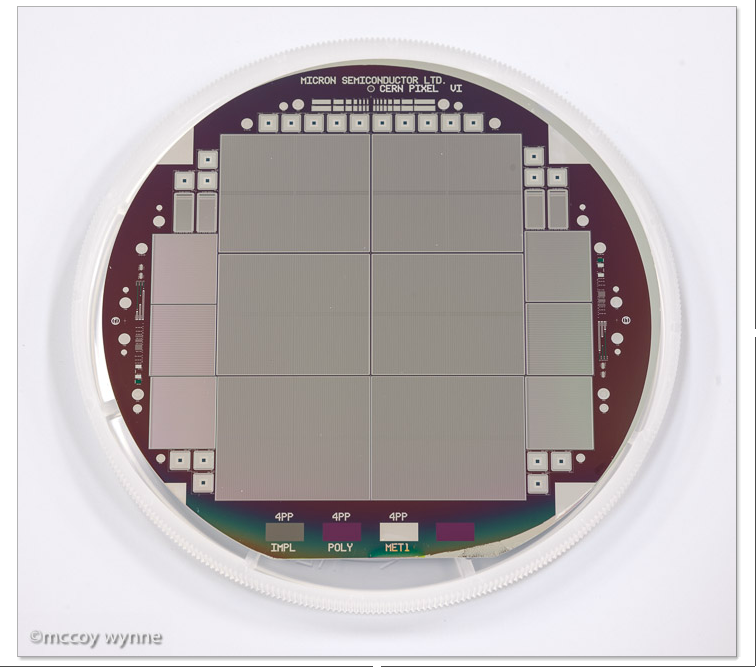 MICRON SEMICONDUCTOR LTD.
CERN PIXEL VI
4PP 4PP 4PP
IMPL POLY MET1
©mccoy wynne